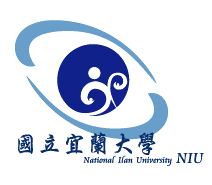 國立宜蘭大學
National Ilan University NIU